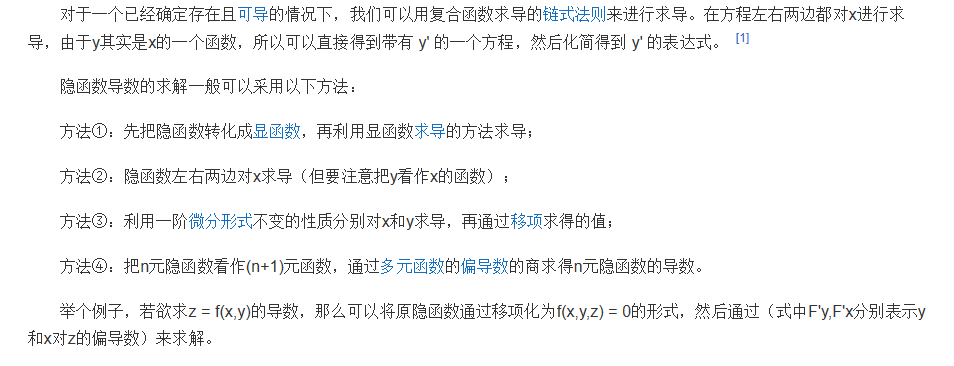 对于一个已经确定存在且可导的情况下，我们可以用复合函数求导的链式法则来进行求导。在方程左右两边都对x进行求
导，由于y其实是x的一个函数，所以可以直接得到带有 y' 的一个方程，然后化简得到 y' 的表达式。 [1]
隐函数导数的求解一般可以采用以下方法：
方法①：先把隐函数转化成显函数，再利用显函数求导的方法求导；
方法②：隐函数左右两边对x求导（但要注意把y看作x的函数）；
方法③：利用一阶微分形式不变的性质分别对x和y求导，再通过移项求得的值；
方法④：把n元隐函数看作(n+1)元函数，通过多元函数的偏导数的商求得n元隐函数的导数。
举个例子，若欲求z = f(x,y)的导数，那么可以将原隐函数通过移项化为f(x,y,z) = 0的形式，然后通过（式中F'y,F'x分别表示y
和x对z的偏导数）来求解。